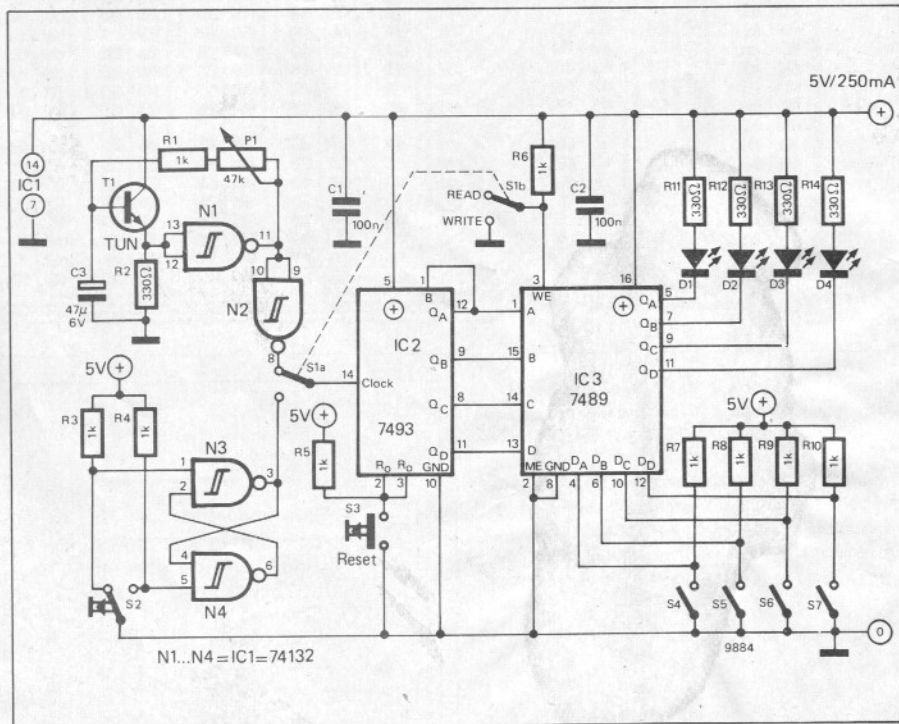 5V/250mA
+
14
IC1
7
R1
1k
P1
47k
T1
TUN
C3
47µ
6V
R2
330Ω
N1
13
12
11
10
9
N2
8
C1
100n
S1a
READ
S1b
WRITE
R6
1k
C2
100n
R11
330Ω
R12
330Ω
R13
330Ω
R14
330Ω
D1
D2
D3
D4
5
1
+
B
QA
12
IC2
QB
9
14
Clock
QC
8
7493
QD
11
R0
R0
GND
2
3
10
3
16
WE
+
1
A
QA
5
QB
7
15
B
QC
9
IC3
QD
11
14
C
7489
13
D
DA
DB
DC
DD
ME
GND
2
8
4
6
10
12
5V
+
R3
1k
R4
1k
N3
1
2
3
4
5
6
N4
S2
5V
+
R5
1k
S3
Reset
5V
+
R7
1k
R8
1k
R9
1k
R10
1k
S4
S5
S6
S7
0
9884
N1...N4 = IC1 = 74132